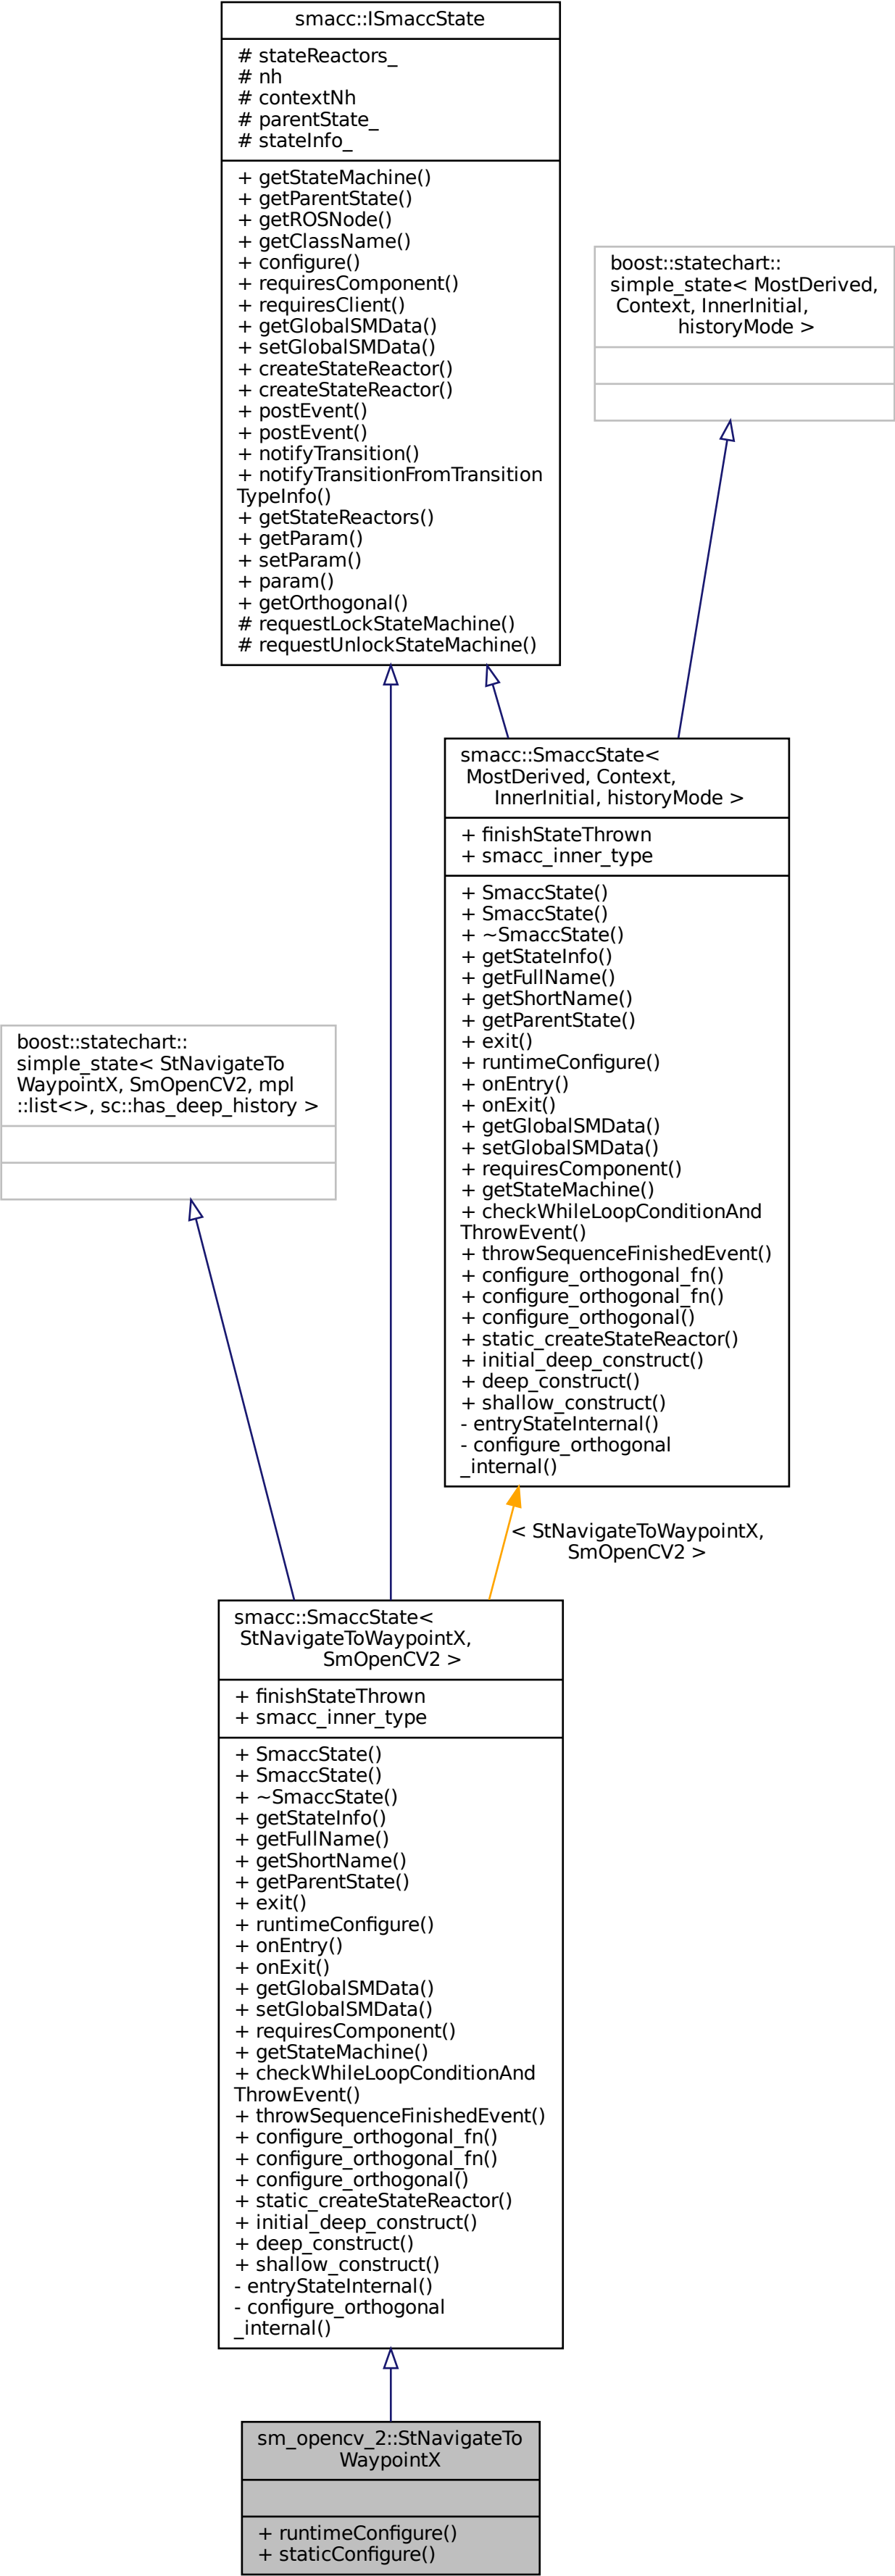 smacc::ISmaccState
# stateReactors_
# nh
# contextNh
# parentState_
# stateInfo_
+ getStateMachine()
+ getParentState()
+ getROSNode()
+ getClassName()
+ configure()
+ requiresComponent()
+ requiresClient()
+ getGlobalSMData()
+ setGlobalSMData()
+ createStateReactor()
+ createStateReactor()
+ postEvent()
+ postEvent()
+ notifyTransition()
+ notifyTransitionFromTransition
TypeInfo()
+ getStateReactors()
+ getParam()
+ setParam()
+ param()
+ getOrthogonal()
# requestLockStateMachine()
# requestUnlockStateMachine()
boost::statechart::
simple_state< MostDerived,
Context, InnerInitial,
historyMode >
smacc::SmaccState<
MostDerived, Context,
InnerInitial, historyMode >
+ finishStateThrown
+ smacc_inner_type
+ SmaccState()
+ SmaccState()
+ ~SmaccState()
+ getStateInfo()
+ getFullName()
+ getShortName()
+ getParentState()
+ exit()
+ runtimeConfigure()
+ onEntry()
+ onExit()
+ getGlobalSMData()
+ setGlobalSMData()
+ requiresComponent()
+ getStateMachine()
+ checkWhileLoopConditionAnd
ThrowEvent()
+ throwSequenceFinishedEvent()
+ configure_orthogonal_fn()
+ configure_orthogonal_fn()
+ configure_orthogonal()
+ static_createStateReactor()
+ initial_deep_construct()
+ deep_construct()
+ shallow_construct()
- entryStateInternal()
- configure_orthogonal
_internal()
boost::statechart::
simple_state< StNavigateTo
WaypointX, SmOpenCV2, mpl
::list<>, sc::has_deep_history >
< StNavigateToWaypointX,
SmOpenCV2 >
smacc::SmaccState<
StNavigateToWaypointX,
SmOpenCV2 >
+ finishStateThrown
+ smacc_inner_type
+ SmaccState()
+ SmaccState()
+ ~SmaccState()
+ getStateInfo()
+ getFullName()
+ getShortName()
+ getParentState()
+ exit()
+ runtimeConfigure()
+ onEntry()
+ onExit()
+ getGlobalSMData()
+ setGlobalSMData()
+ requiresComponent()
+ getStateMachine()
+ checkWhileLoopConditionAnd
ThrowEvent()
+ throwSequenceFinishedEvent()
+ configure_orthogonal_fn()
+ configure_orthogonal_fn()
+ configure_orthogonal()
+ static_createStateReactor()
+ initial_deep_construct()
+ deep_construct()
+ shallow_construct()
- entryStateInternal()
- configure_orthogonal
_internal()
sm_opencv_2::StNavigateTo
WaypointX
+ runtimeConfigure()
+ staticConfigure()